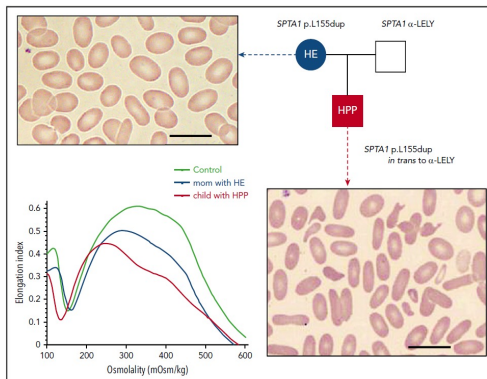 SPTA1 p.L155dup
SPTA1 α-LELY
HE
HPP
SPTA1 p.L155dup
in trans to α-LELY
Control
mom with HE
child with HPP
Elongation index
0.6
0.5
0.4
0.3
0.2
0.1
0
100 200 300 400 500 600
Osmolality (mOsm/kg)